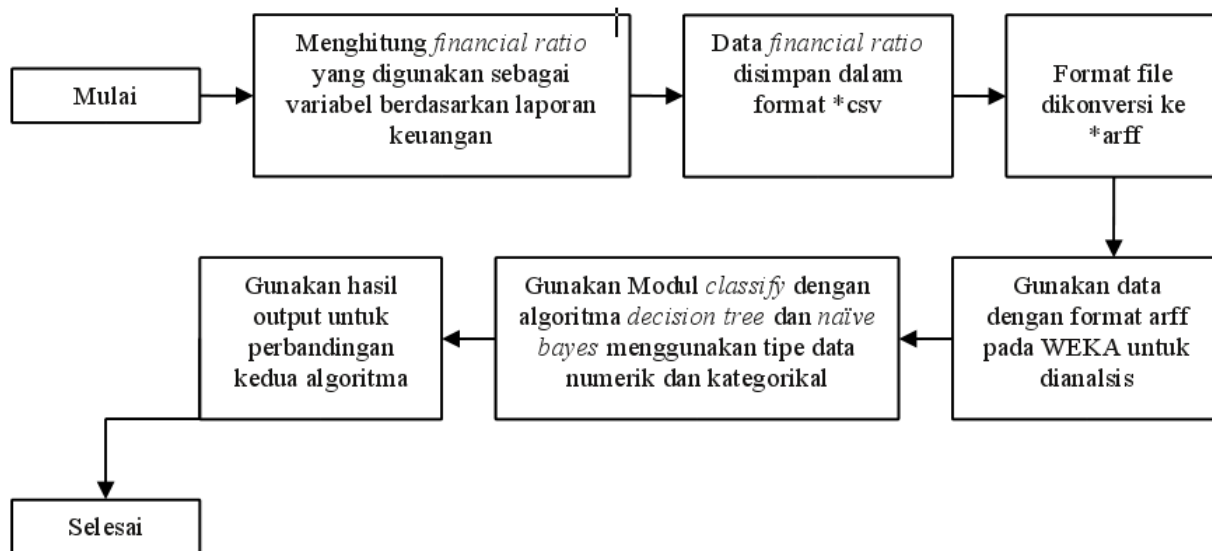 Mulai
Menghitung financial ratio
yang digunakan sebagai
variabel berdasarkan laporan
keuangan
Data financial ratio
disimpan dalam
format *csv
Format file
dikonversi ke
*arff
Gunakan data
dengan format arff
pada WEKA untuk
dianalsis
Gunakan Modul classify dengan
algoritma decision tree dan naïve
bayes menggunakan tipe data
numerik dan kategorikal
Gunakan hasil
output untuk
perbandingan
kedua algoritma
Selesai